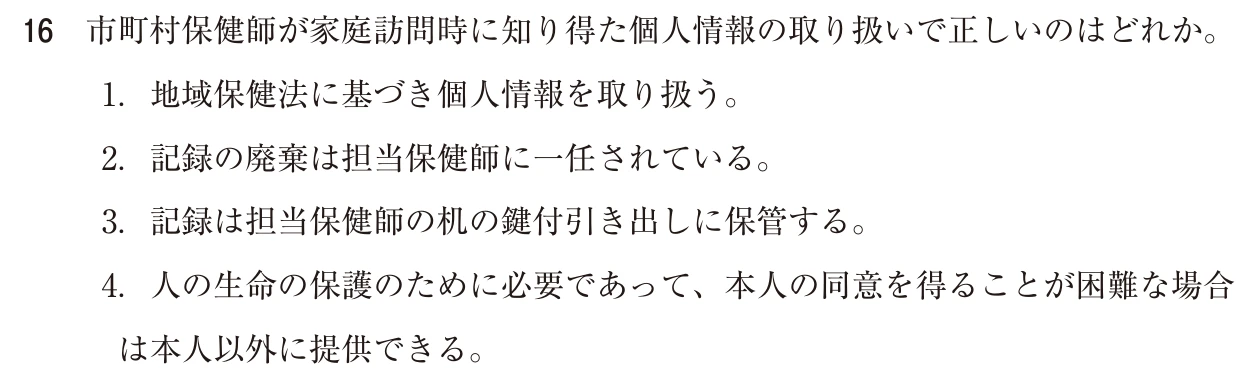 16 市町村保健師が家庭訪問時に知り得た個人情報の取り扱いで正しいのはどれか。
1. 地域保健法に基づき個人情報を取り扱う。
2. 記録の廃棄は担当保健師に一任されている。
3. 記録は担当保健師の机の鍵付引き出しに保管する。
4. 人の生命の保護のために必要であって、本人の同意を得ることが困難な場合
は本人以外に提供できる。